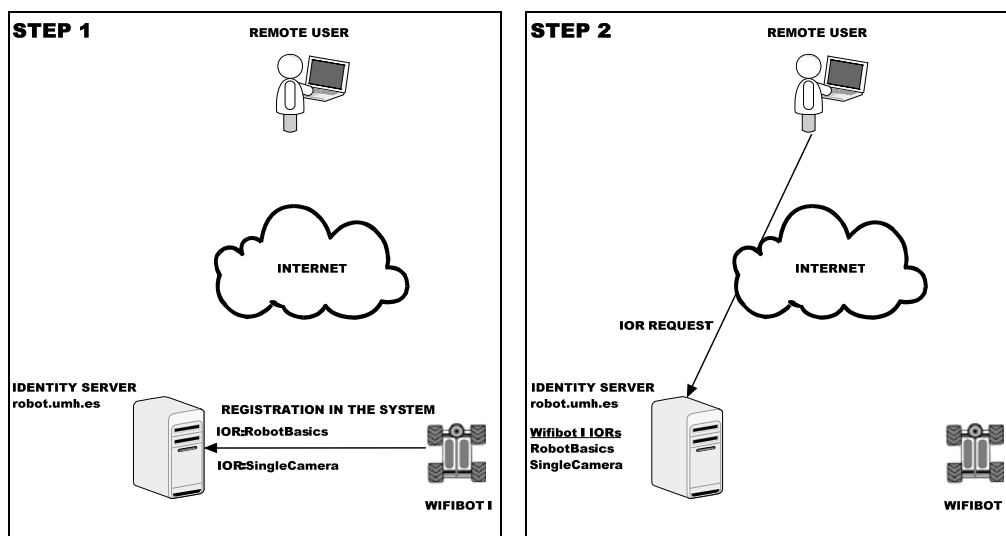 STEP 1
REMOTE USER
INTERNET
IDENTITY SERVER
robot.umh.es
REGISTRATION IN THE SYSTEM
IOR=RobotBasics
IOR=SingleCamera
WIFIBOT I
STEP 2
REMOTE USER
INTERNET
IOR REQUEST
IDENTITY SERVER
robot.umh.es
Wifibot I IORs
RobotBasics
SingleCamera
WIFIBOT